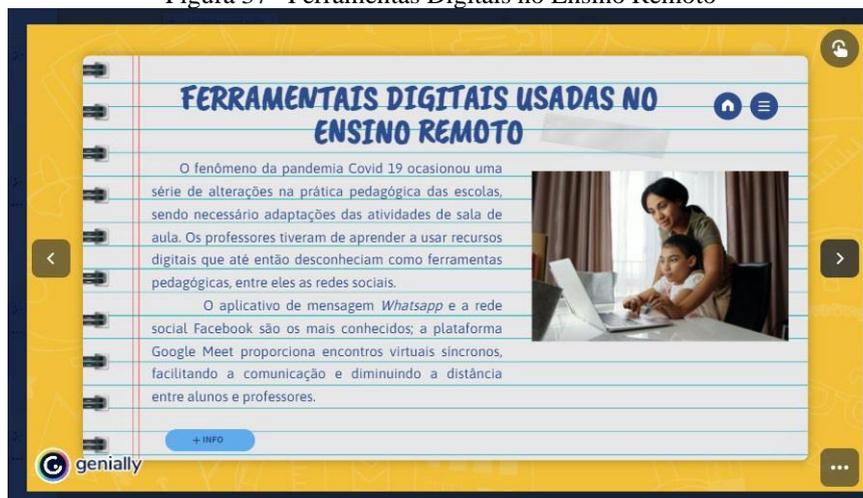 Figura 37- Ferramentas Digitais no Ensino Remoto
FERRAMENTAIS DIGITAIS USADAS NO
ENSINO REMOTO
O fenômeno da pandemia Covid 19 ocasionou uma
série de alterações na prática pedagógica das escolas,
sendo necessário adaptações das atividades de sala de
aula. Os professores tiveram de aprender a usar recursos
digitais que até então desconheciam como ferramentas
pedagógicas, entre eles as redes sociais.
O aplicativo de mensagem Whatsapp e a rede
social Facebook são os mais conhecidos; a plataforma
Google Meet proporciona encontros virtuais síncronos,
facilitando a comunicação e diminuindo a distância
entre alunos e professores.
+ INFO
genially